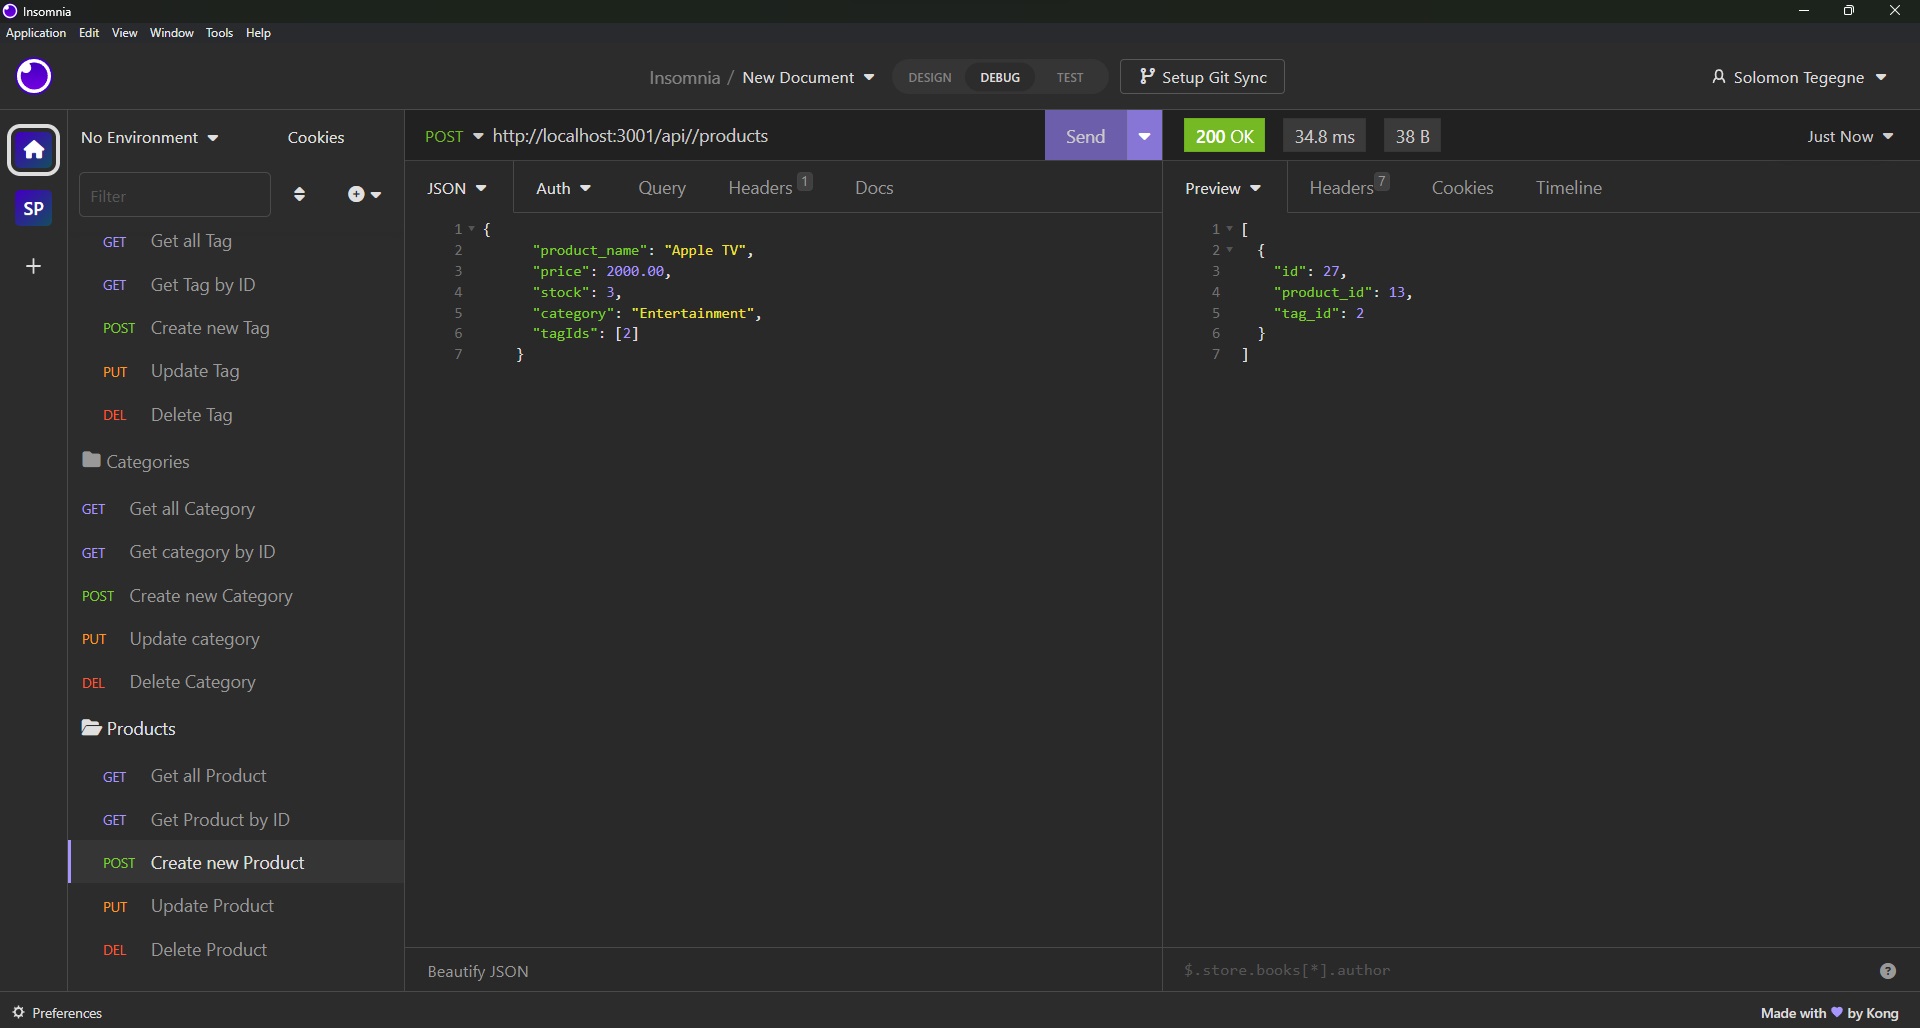 Insomnia
Application Edit View Window Tools Help
Insomnia / New Document DESIGN DEBUG TEST Setup Git Sync Solomon Tegegne
No Environment Cookies
Filter
SP
GET Get all Tag
GET Get Tag by ID
POST Create new Tag
PUT Update Tag
DEL Delete Tag
Categories
GET Get all Category
GET Get category by ID
POST Create new Category
PUT Update category
DEL Delete Category
Products
GET Get all Product
GET Get Product by ID
POST Create new Product
PUT Update Product
DEL Delete Product
POST http://localhost:3001/api//products Send
JSON Auth Query Headers 1 Docs
1 {
2 "product_name": "Apple TV",
3 "price": 2000.00,
4 "stock": 3,
5 "category": "Entertainment",
6 "tagIds": [2]
7 }
Beautify JSON
200 OK 34.8 ms 38 B Just Now
Preview Headers 7 Cookies Timeline
1 [
2 {
3 "id": 27,
4 "product_id": 13,
5 "tag_id": 2
6 }
7 ]
$.store.books[*].author ?
Preferences Made with 💜 by Kong